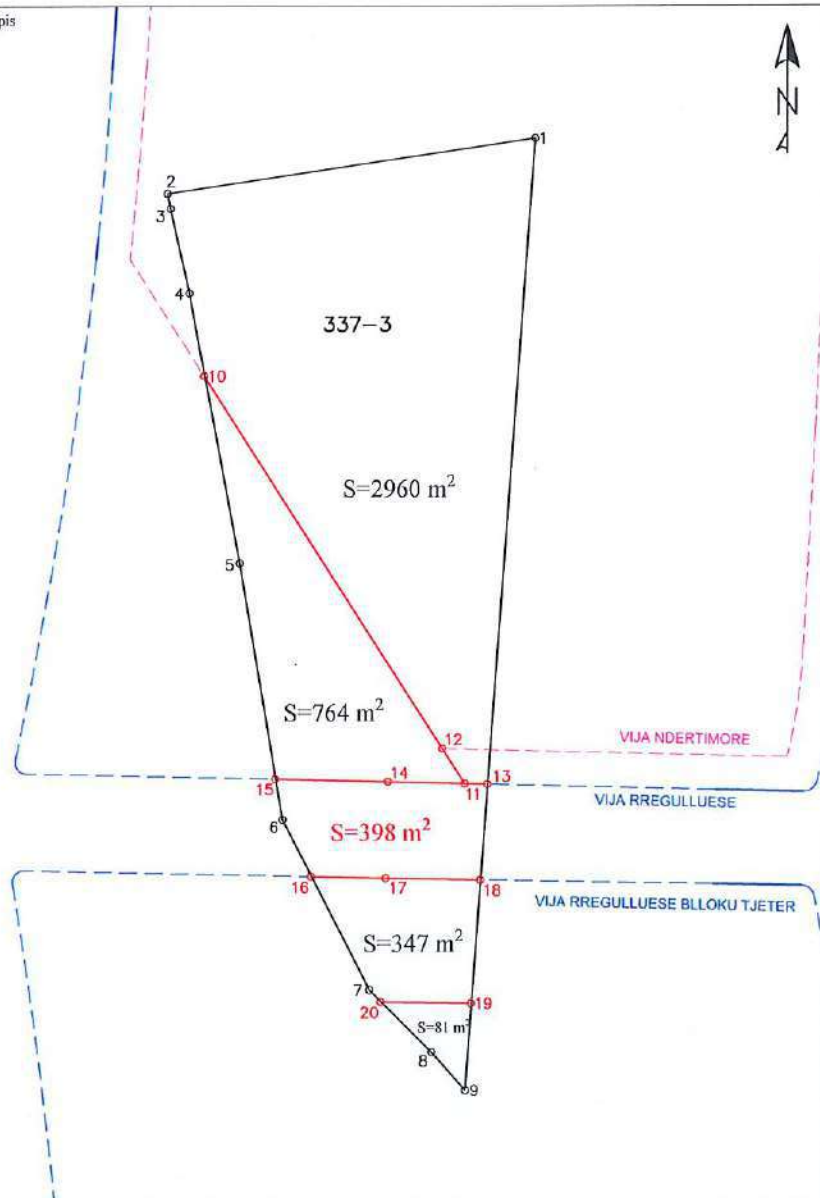 pis
N
A
1
2
3
4
337-3
10
S=2960 m²
5
S=764 m²
12
VIJA NDERTIMORE
15
14
11
13
VIJA RREGULLUESE
6
S=398 m²
16
17
18
VIJA RREGULLUESE BLLOKU TJETER
S=347 m²
7
20
19
S=81 m²
8
9